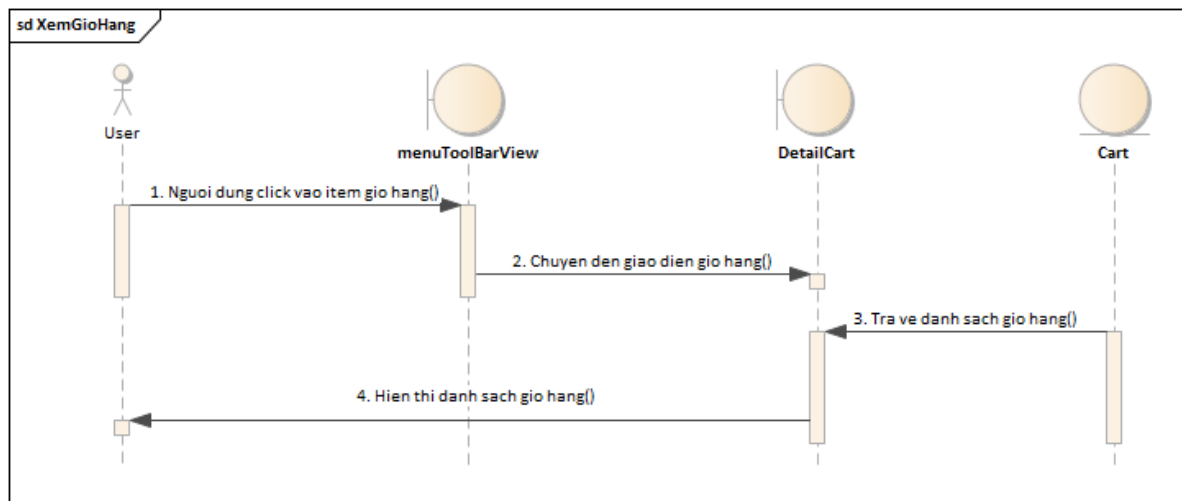 sd XemGioHang
User
menuToolBarView
DetailCart
Cart
1. Nguoi dung click vao item gio hang()
2. Chuyen den giao dien gio hang()
3. Tra ve danh sach gio hang()
4. Hien thi danh sach gio hang()